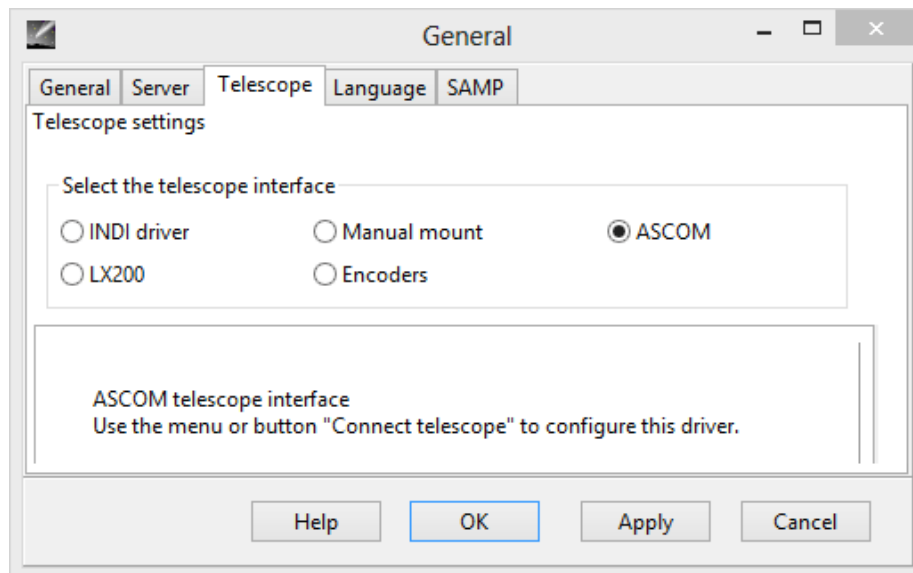 General
General Server Telescope Language SAMP
Telescope settings
Select the telescope interface
INDI driver Manual mount ASCOM
LX200 Encoders
ASCOM telescope interface
Use the menu or button "Connect telescope" to configure this driver.
Help OK Apply Cancel